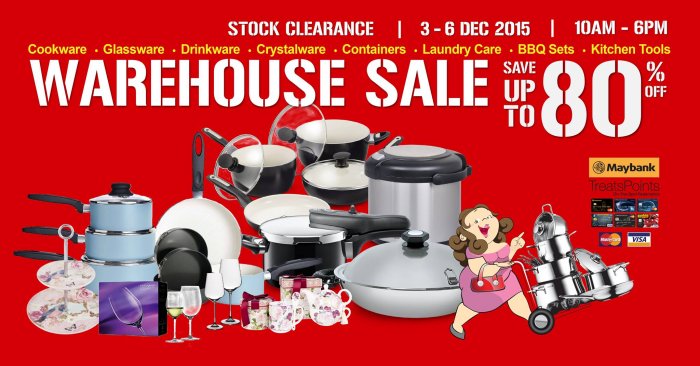 STOCK CLEARANCE | 3 - 6 DEC 2015 | 10AM - 6PM
Cookware • Glassware • Drinkware • Crystalware • Containers • Laundry Care • BBQ Sets • Kitchen Tools
WAREHOUSE SALE
SAVE
UP
TO
80%
OFF
Maybank
TreatsPoints
MasterCard
VISA